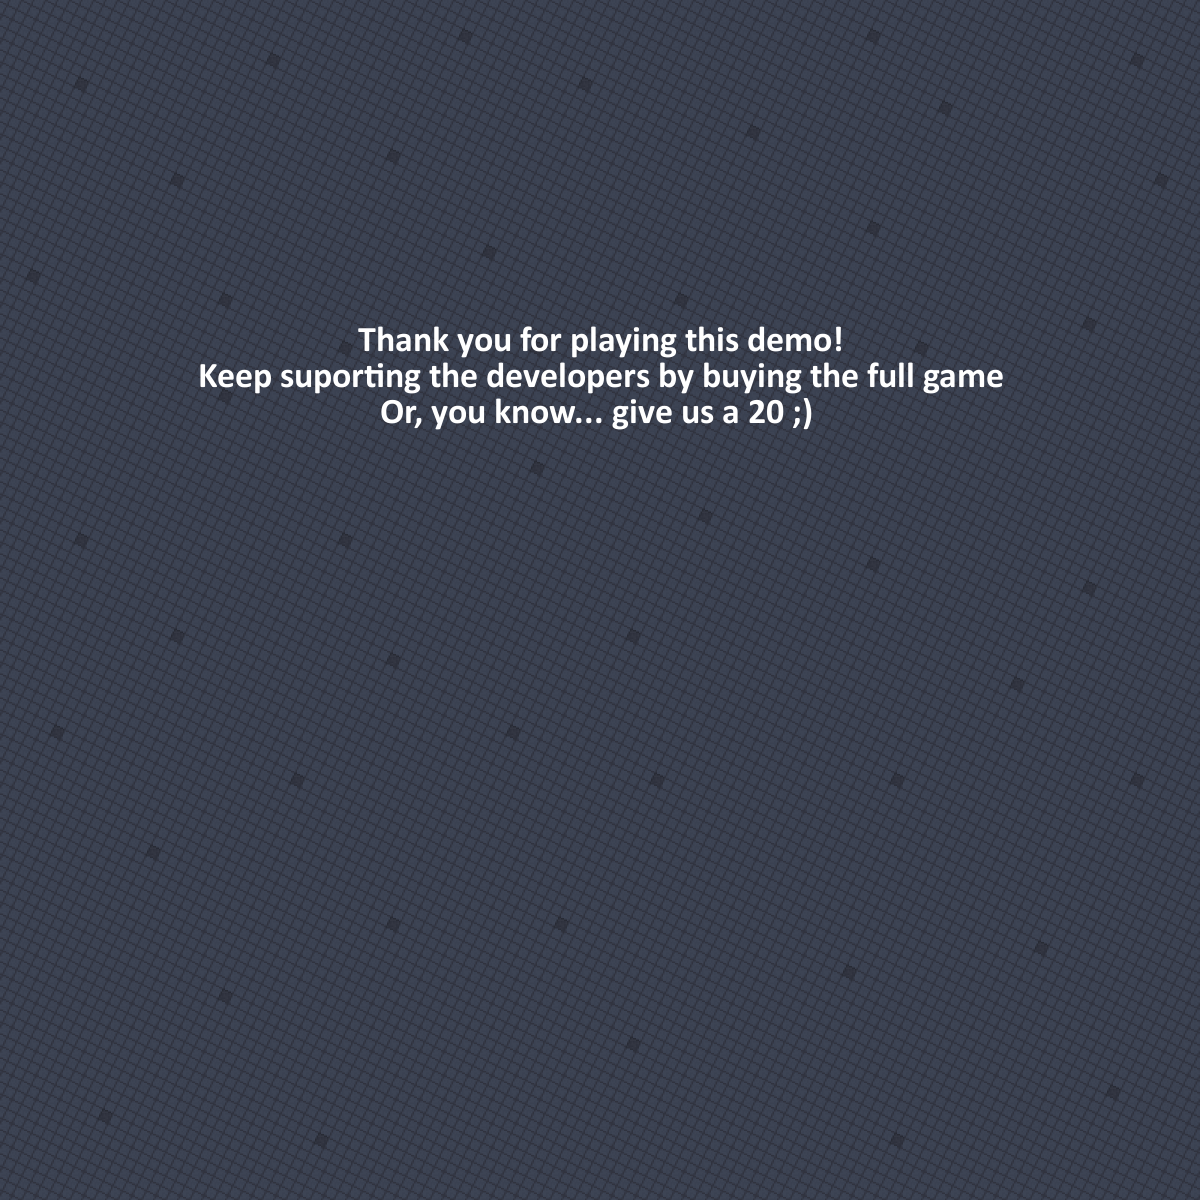 Thank you for playing this demo!
Keep suporting the developers by buying the full game
Or, you know... give us a 20 ;)